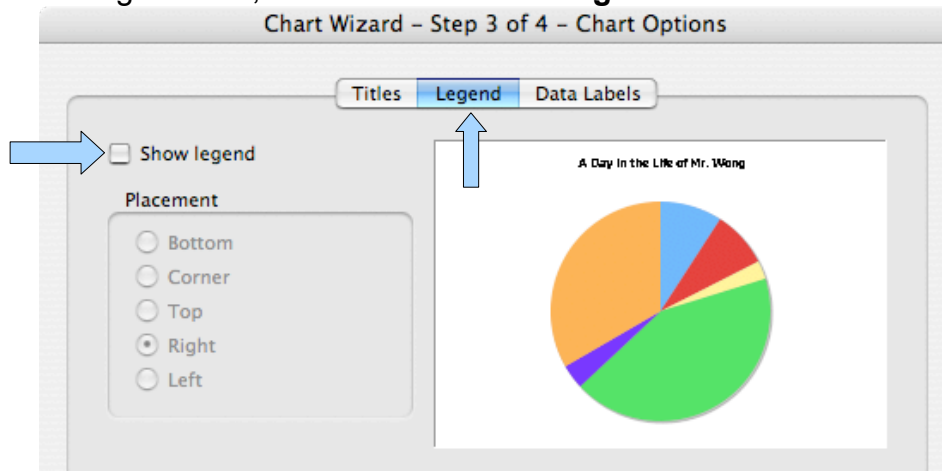 Chart Wizard – Step 3 of 4 – Chart Options
Titles Legend Data Labels
Show legend
A Day in the Life of Mr. Wong
Placement
Bottom
Corner
Top
Right
Left